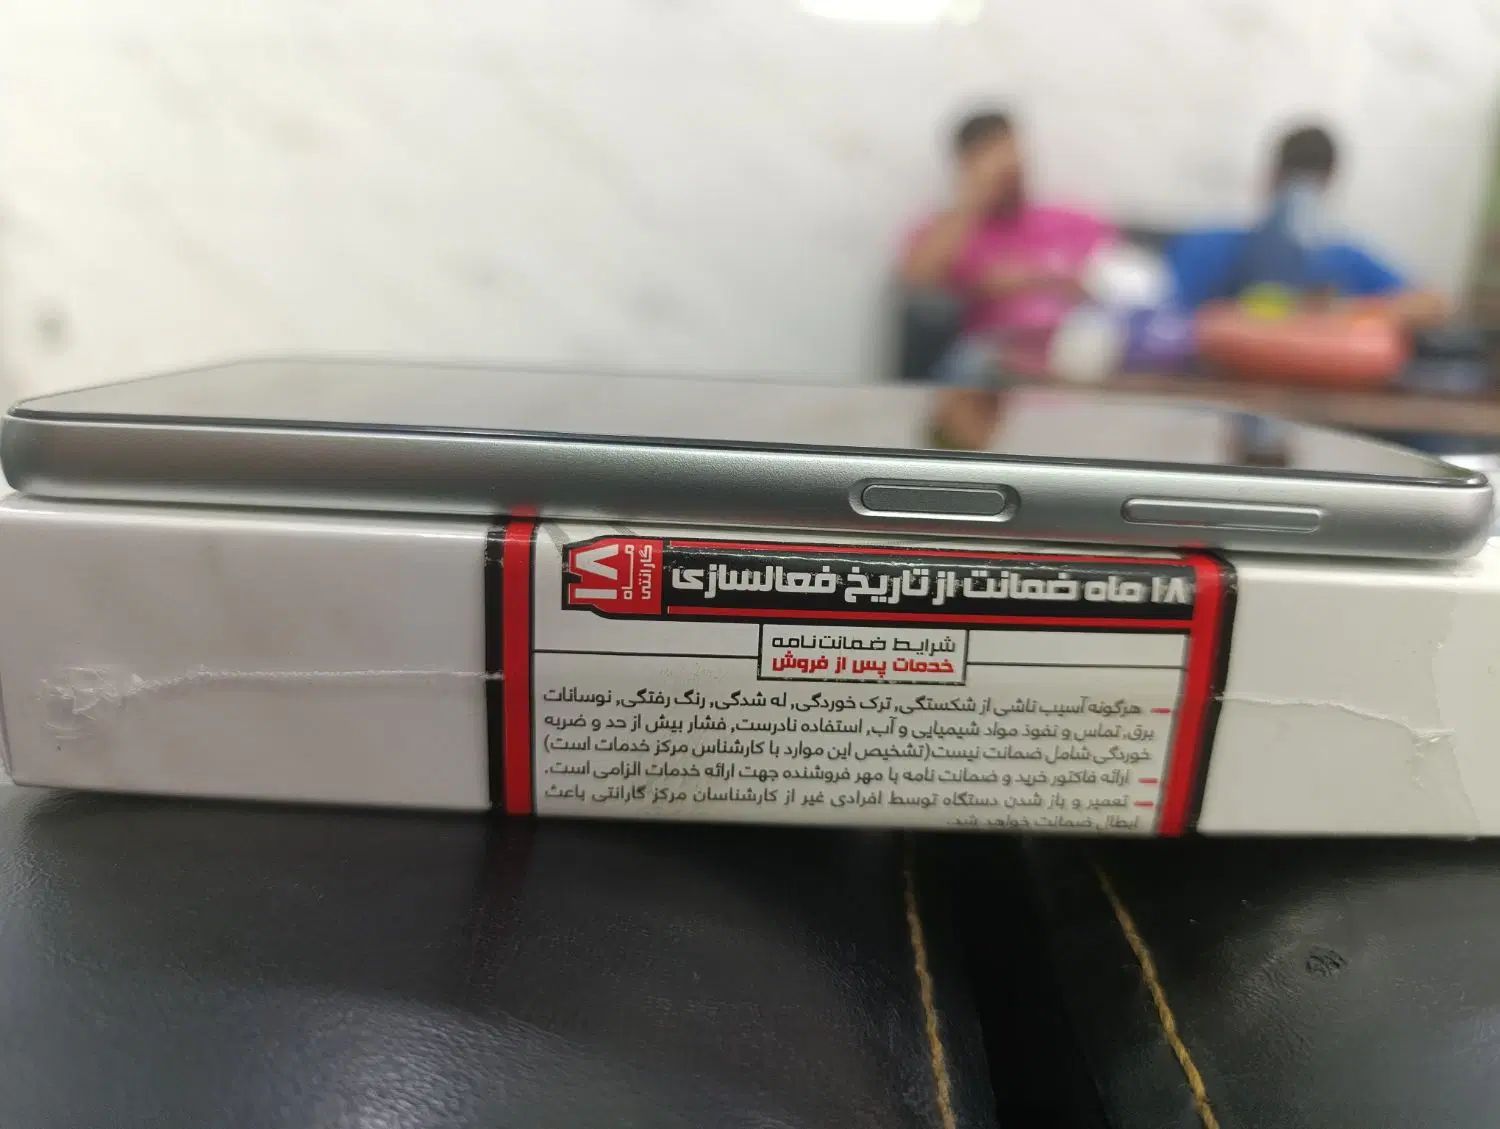 ۱۸
ماه
گارانتی
۱۸ ماه ضمانت از تاریخ فعالسازی
شرایط ضمانت نامه
خدمات پس از فروش
– هرگونه آسیب ناشی از شکستگی, ترک خوردگی, له شدگی, رنگ رفتگی, نوسانات
برق, تماس و نفوذ مواد شیمیایی و آب, استفاده نادرست, فشار بیش از حد و ضربه
خوردگی شامل ضمانت نیست(تشخیص این موارد با کارشناس مرکز خدمات است)
– ارائه فاکتور خرید و ضمانت نامه با مهر فروشنده جهت ارائه خدمات الزامی است.
– تعمیر و باز شدن دستگاه توسط افرادی غیر از کارشناسان مرکز گارانتی باعث
ابطال ضمانت خواهد شد.